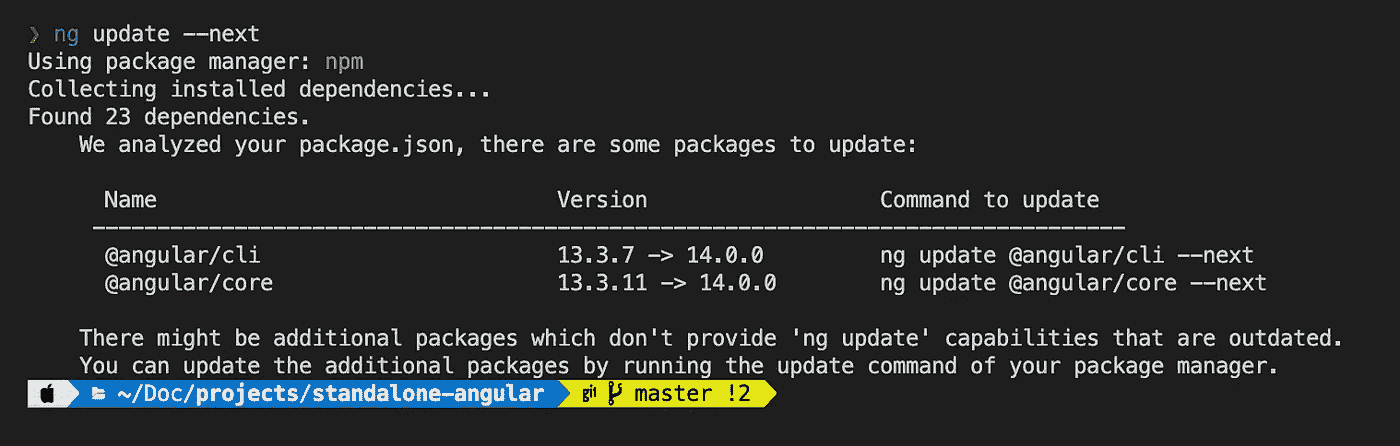 ❯ ng update --next
Using package manager: npm
Collecting installed dependencies...
Found 23 dependencies.
We analyzed your package.json, there are some packages to update:
Name Version Command to update
--------------------------------------------------------------------------------
@angular/cli 13.3.7 -> 14.0.0 ng update @angular/cli --next
@angular/core 13.3.11 -> 14.0.0 ng update @angular/core --next
There might be additional packages which don't provide 'ng update' capabilities that are outdated.
You can update the additional packages by running the update command of your package manager.
~/Doc/projects/standalone-angular git master !2